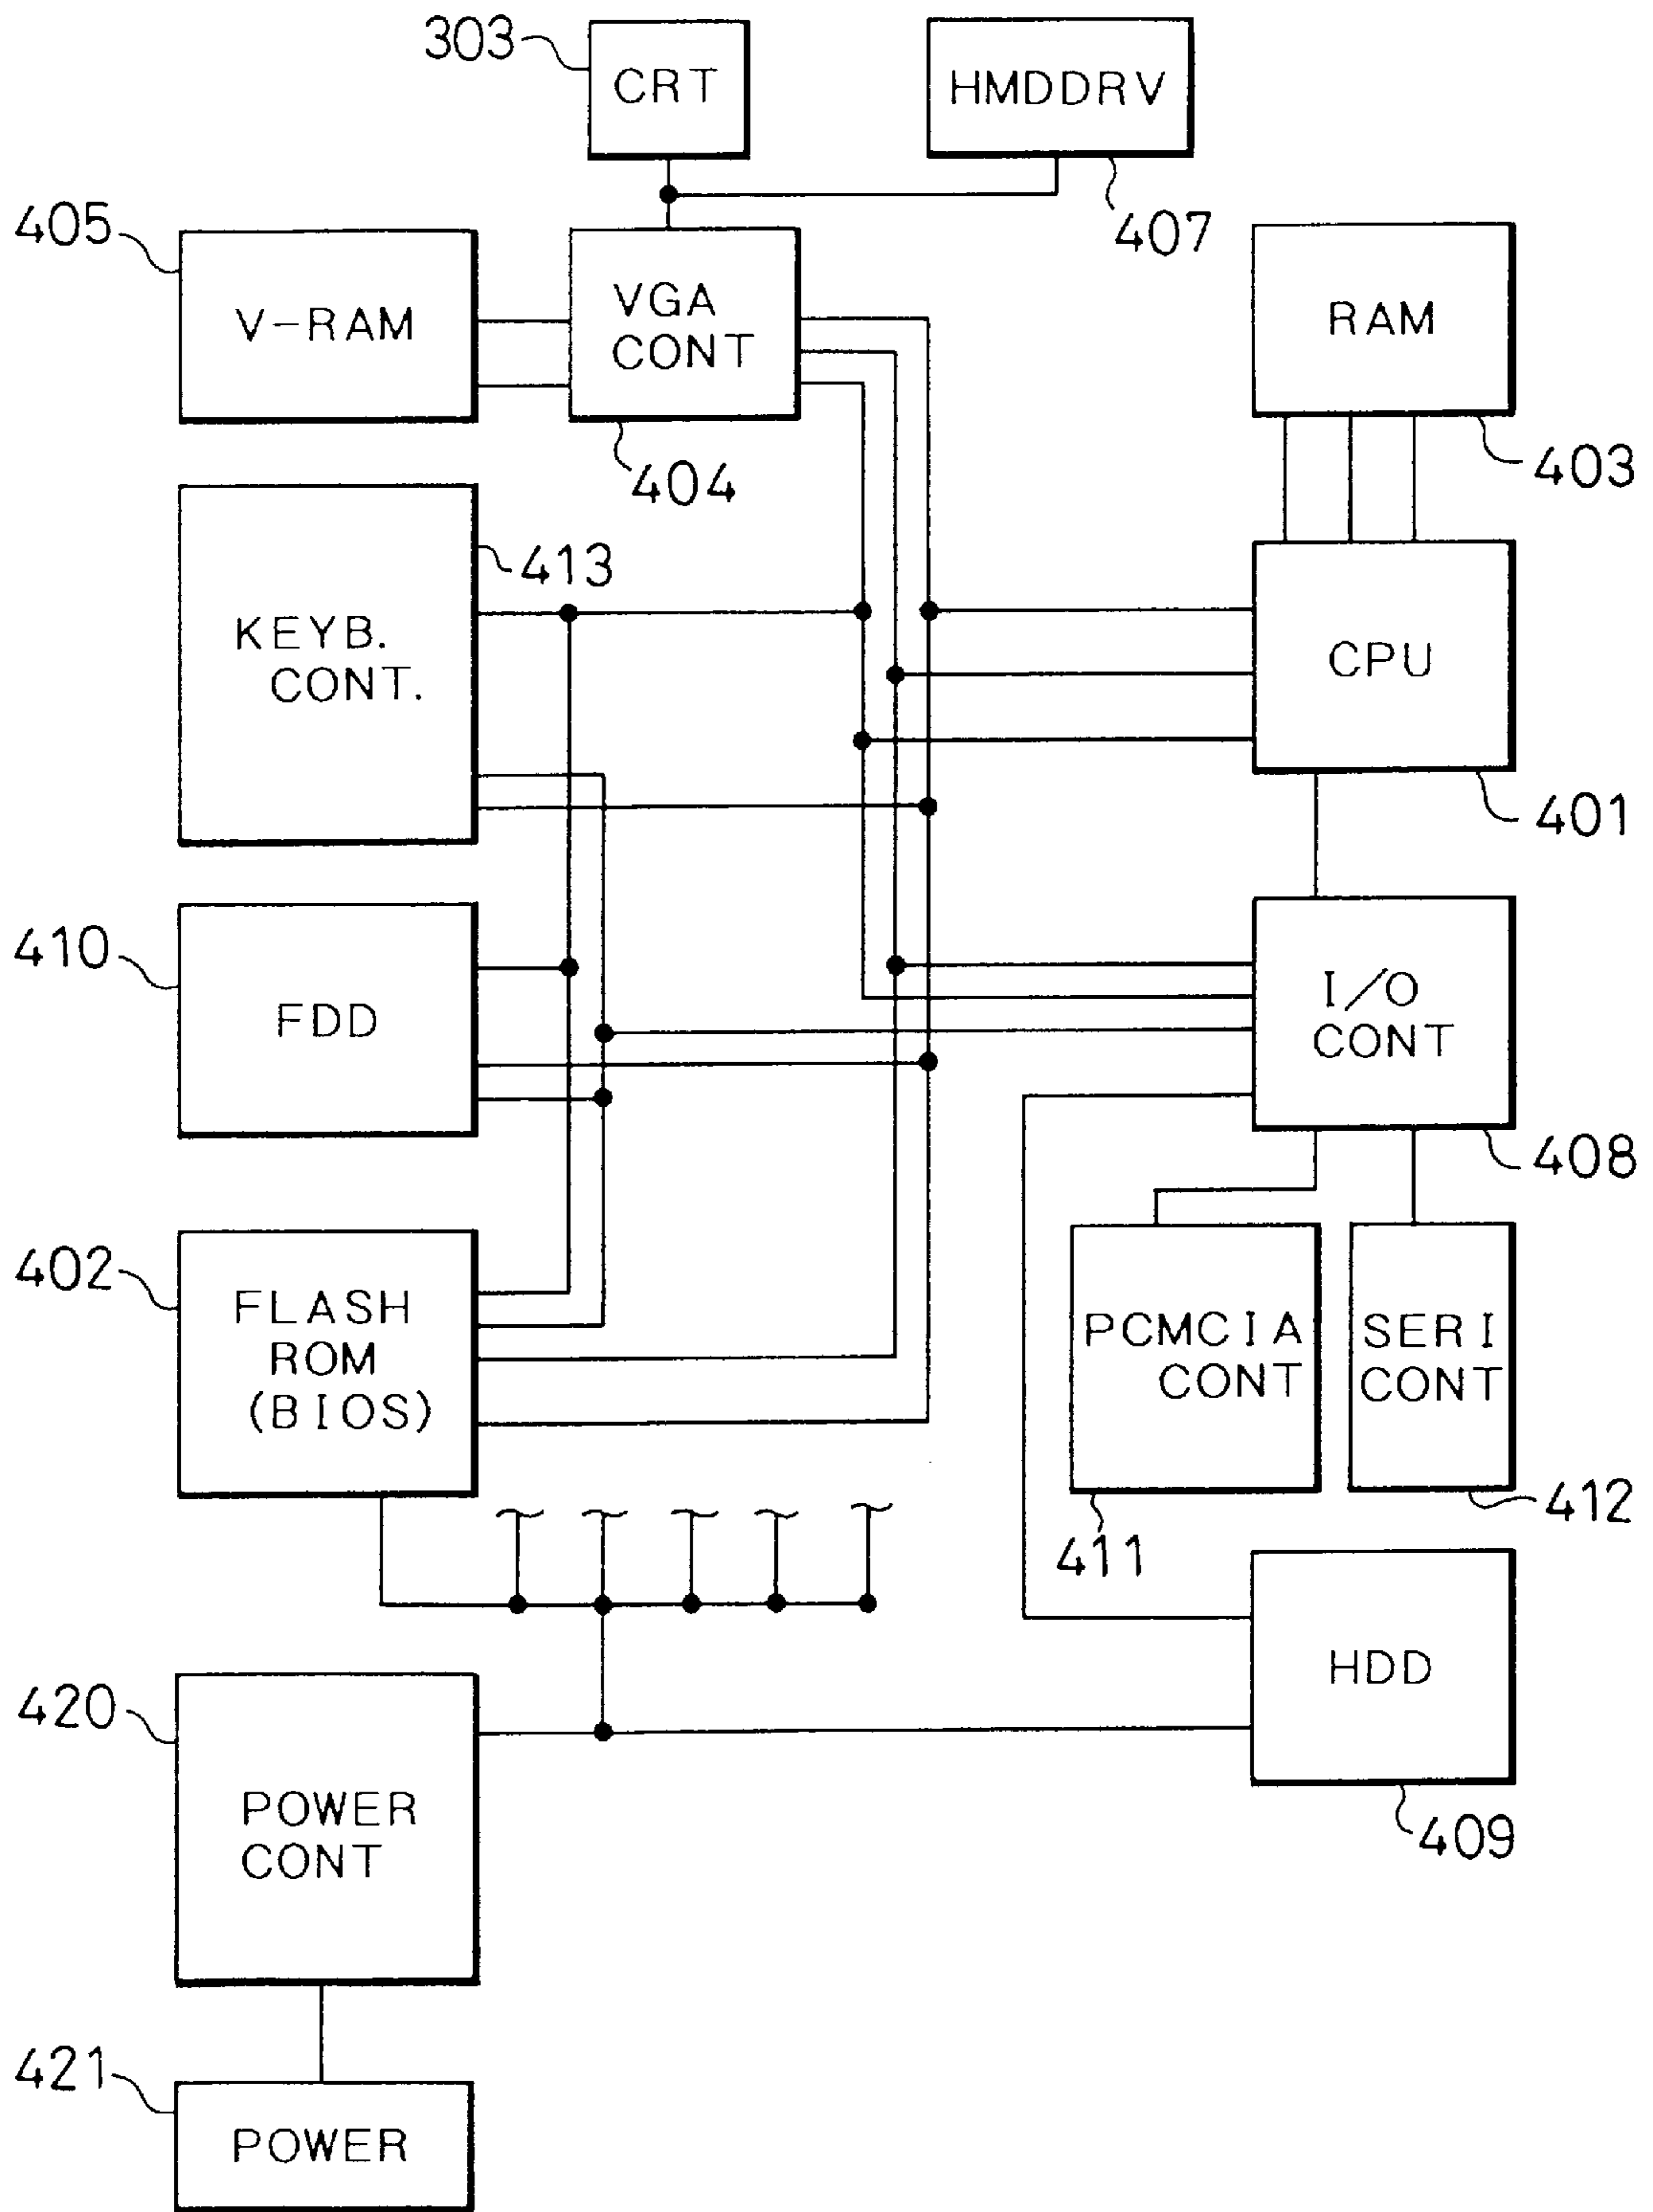 303
CRT
HMDDRV
407
405
V-RAM
VGA
CONT
404
RAM
403
413
KEYB.
CONT.
CPU
401
410
FDD
I/O
CONT
408
402
FLASH
ROM
(BIOS)
PCMCIA
CONT
411
SERI
CONT
412
HDD
409
420
POWER
CONT
421
POWER